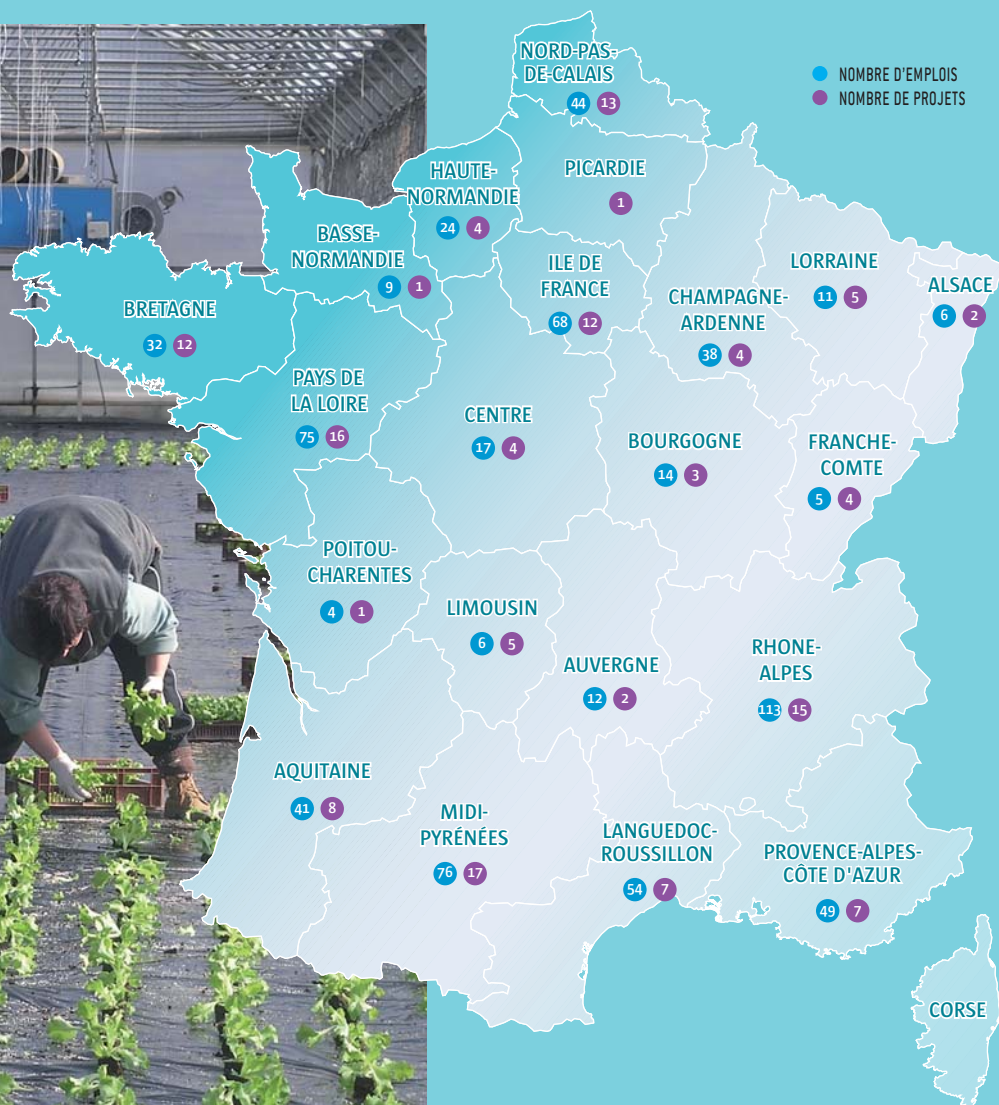 NORD-PAS-
DE-CALAIS
44 13
NOMBRE D'EMPLOIS
NOMBRE DE PROJETS
PICARDIE
1
HAUTE-
NORMANDIE
24 4
BASSE-
NORMANDIE
9 1
ILE DE
FRANCE
68 12
CHAMPAGNE-
ARDENNE
38 4
LORRAINE
11 5
ALSACE
6 2
BRETAGNE
32 12
PAYS DE
LA LOIRE
75 16
CENTRE
17 4
BOURGOGNE
14 3
FRANCHE-
COMTE
5 4
POITOU-
CHARENTES
4 1
LIMOUSIN
6 5
AUVERGNE
12 2
RHONE-
ALPES
113 15
AQUITAINE
41 8
MIDI-
PYRÉNÉES
76 17
LANGUEDOC-
ROUSSILLON
54 7
PROVENCE-ALPES-
CÔTE D'AZUR
49 7
CORSE